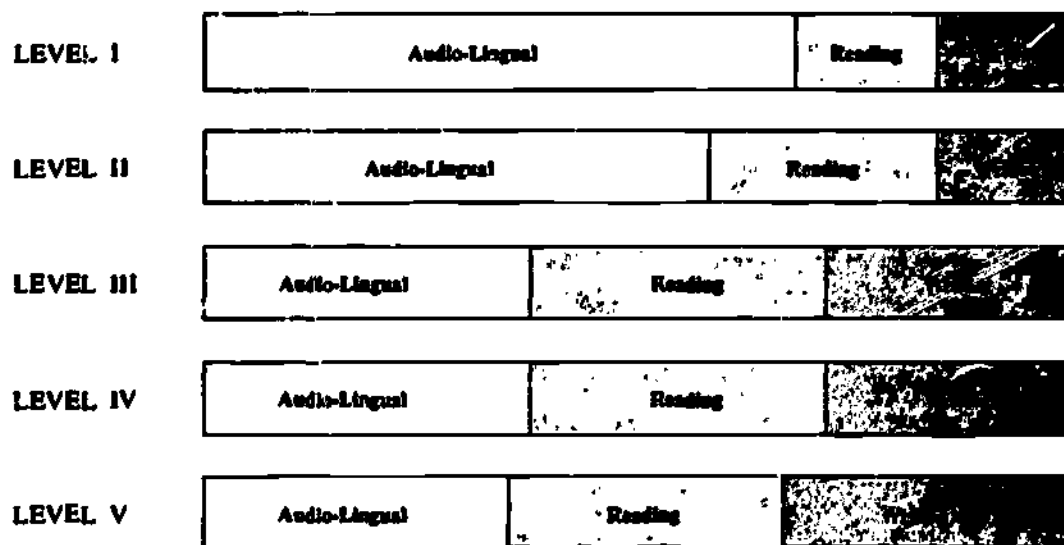 LEVEL I Audio-Lingual Reading
LEVEL II Audio-Lingual Reading
LEVEL III Audio-Lingual Reading
LEVEL IV Audio-Lingual Reading
LEVEL V Audio-Lingual Reading